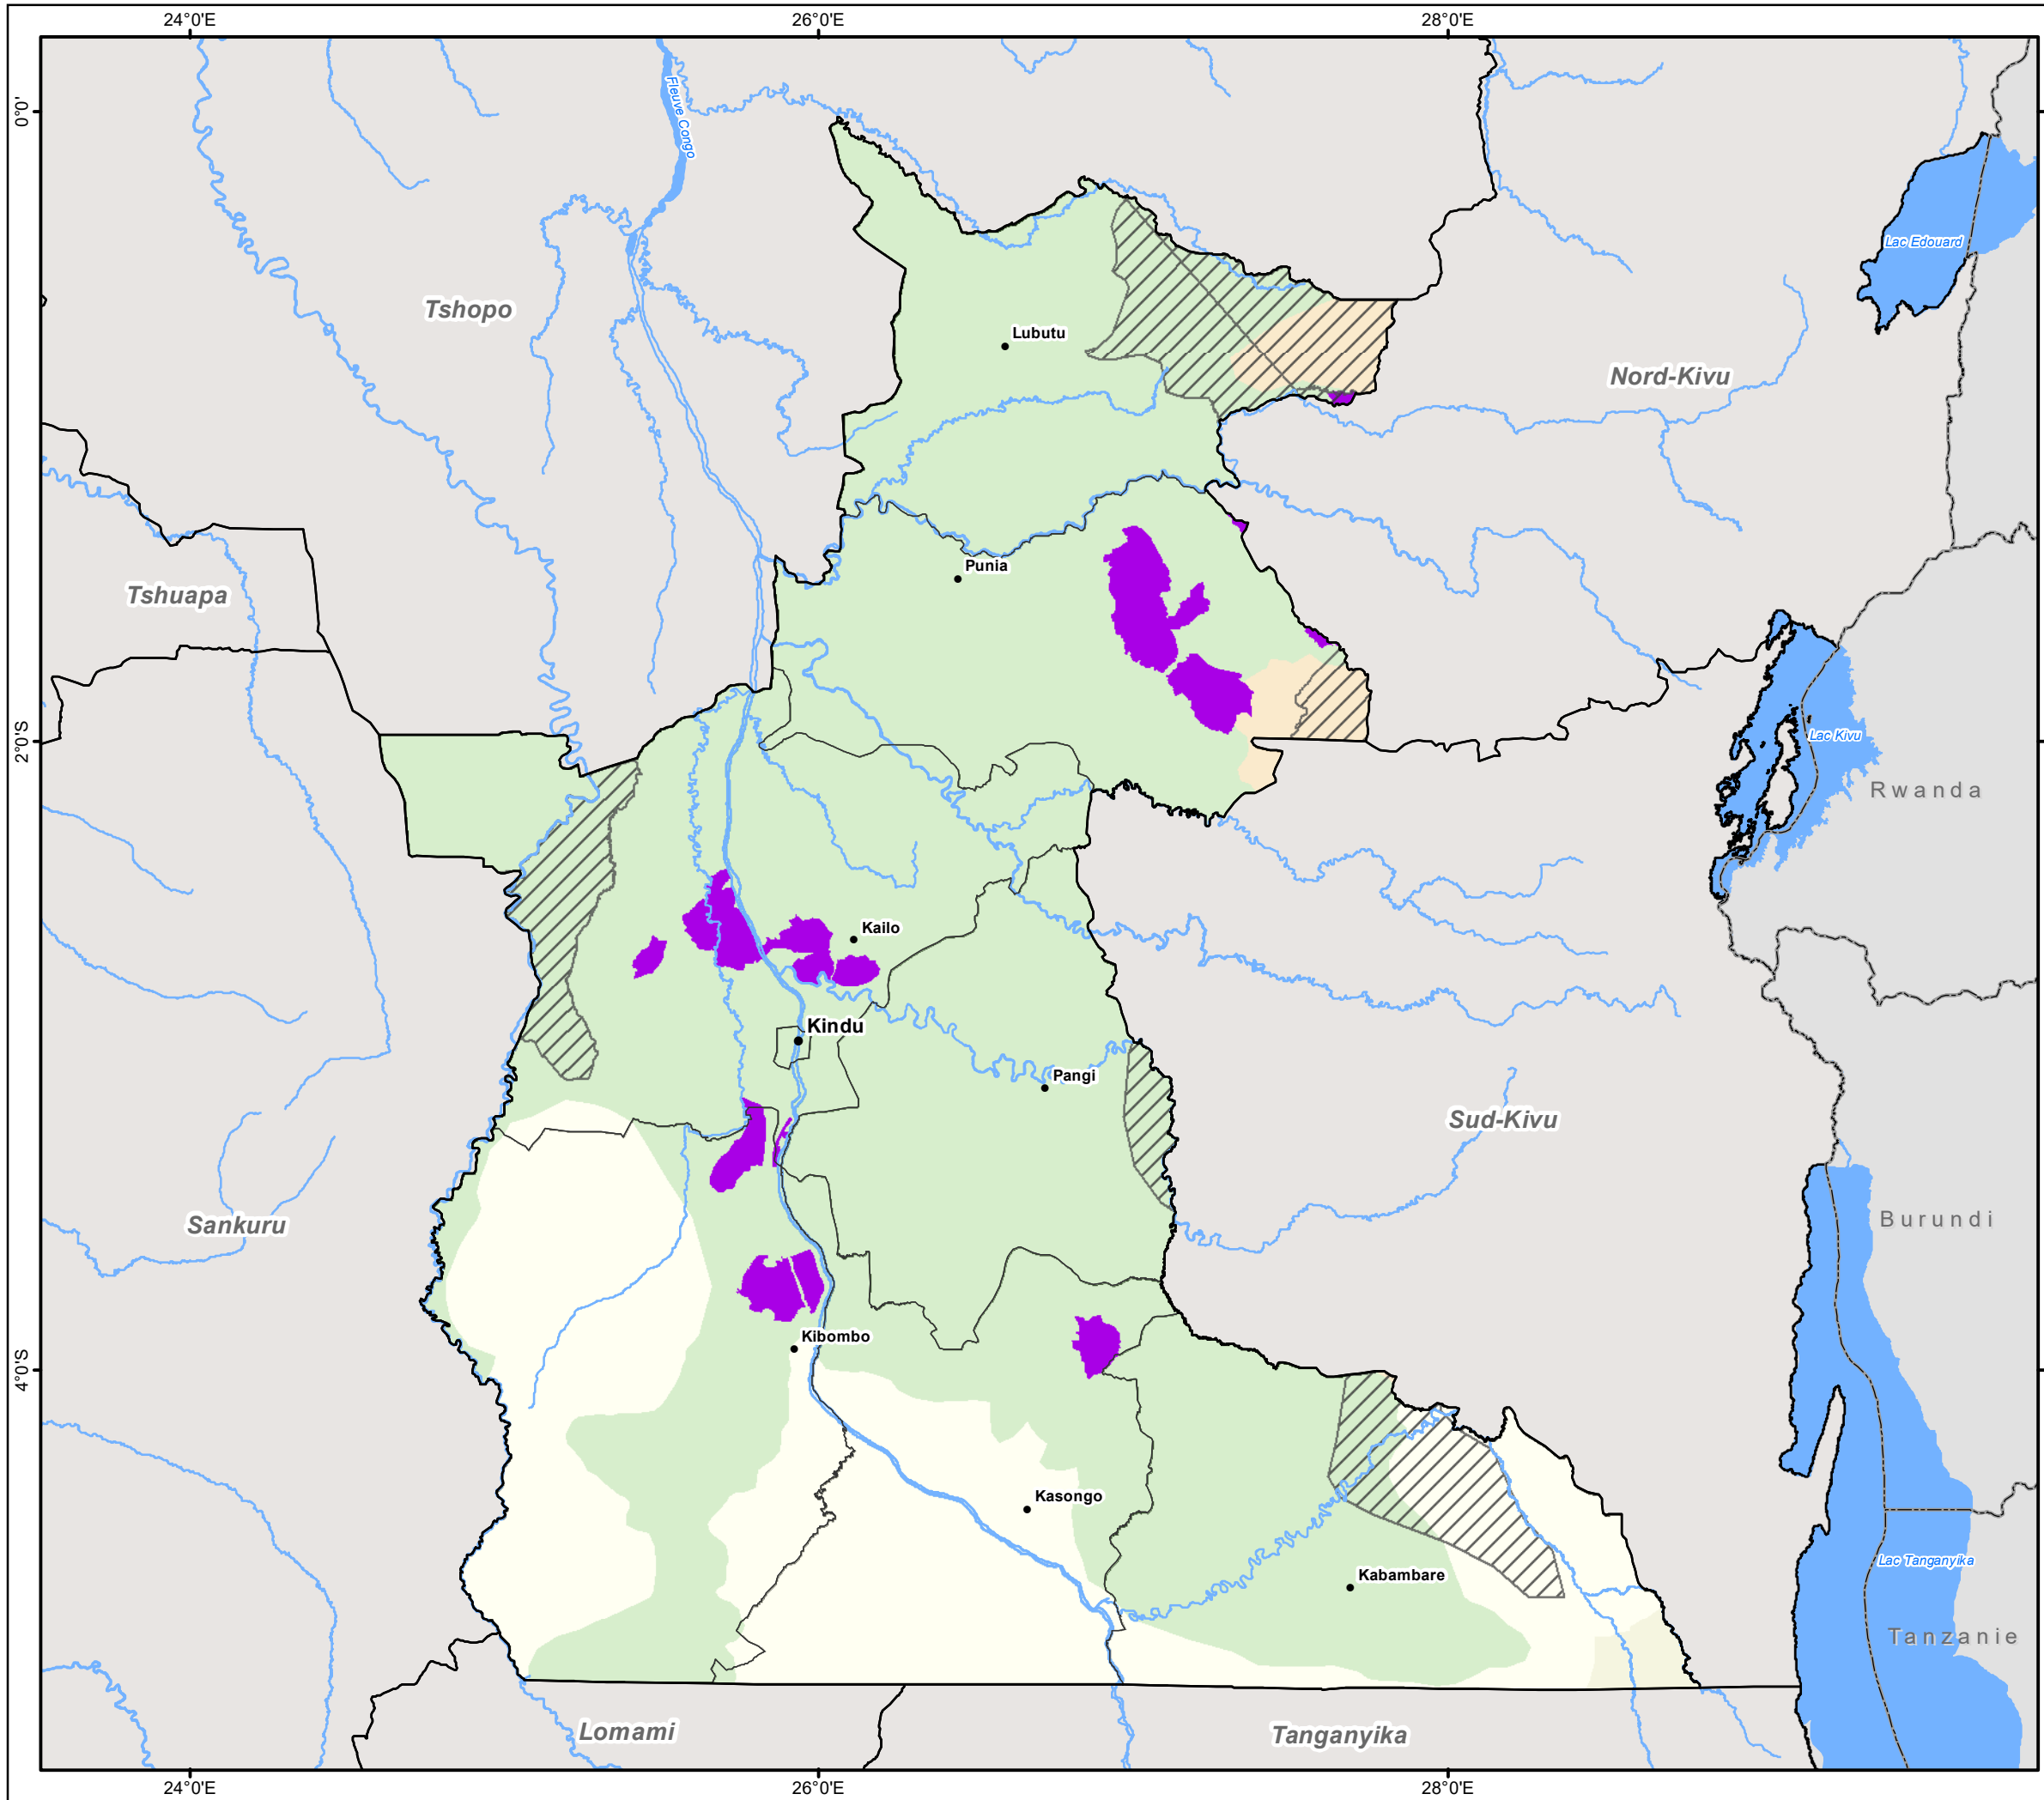 24°0'E
26°0'E
28°0'E
0°0'
Fleuve Congo
Lac Edouard
Tshopo
Lubutu
Nord-Kivu
Punia
Tshuapa
2°0'S
Lac Kivu
Rwanda
Kailo
Kindu
Pangi
Sud-Kivu
Sankuru
Burundi
Kibombo
4°0'S
Kasongo
Kabambare
Lac Tanganyika
Tanzanie
Lomami
Tanganyika
24°0'E
26°0'E
28°0'E